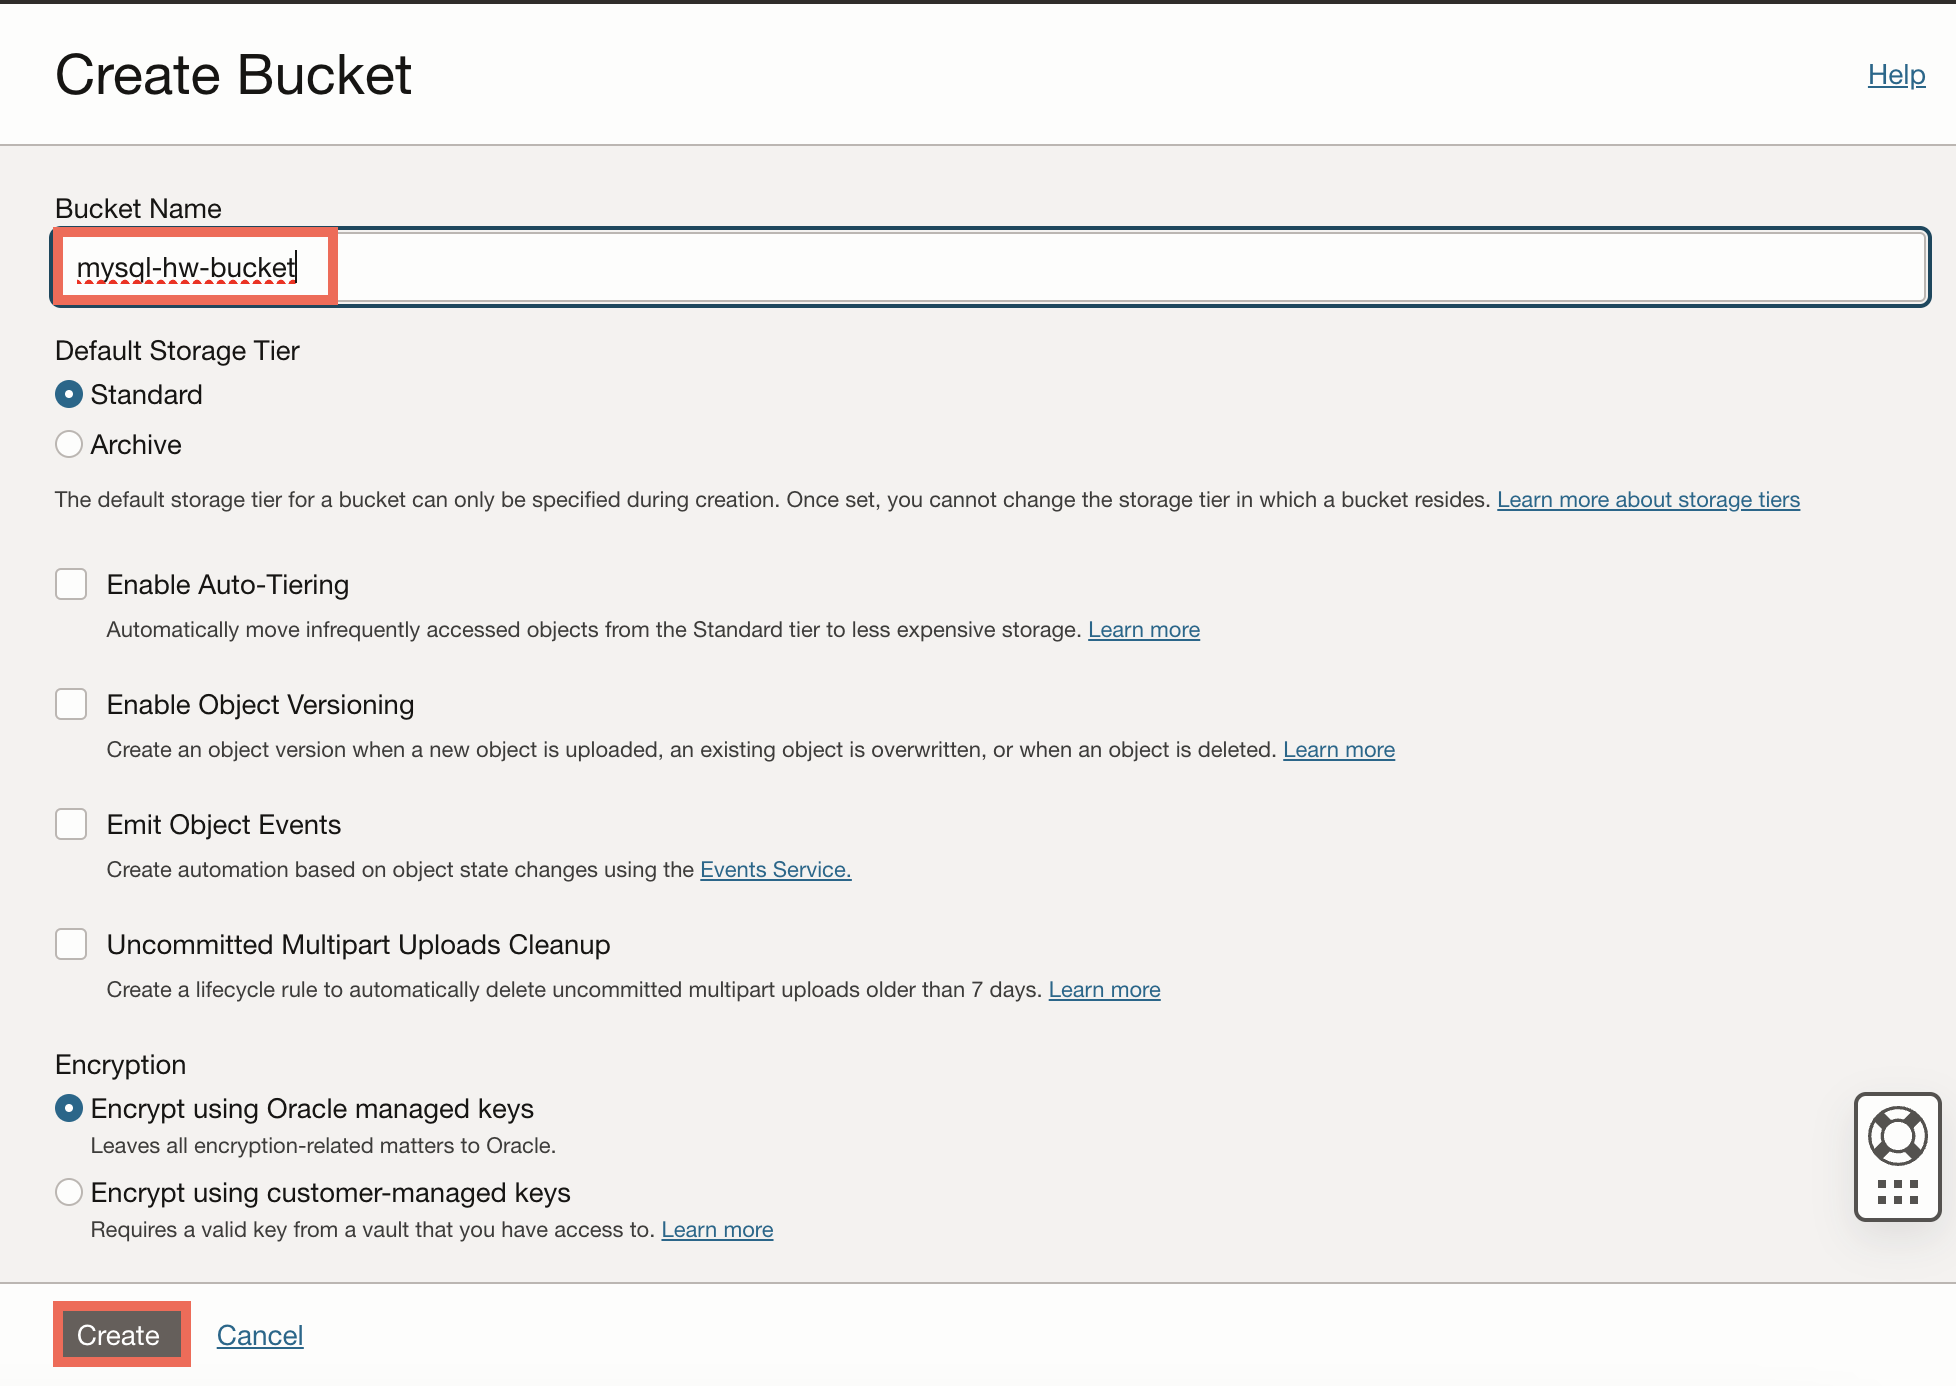 Create Bucket
Help
Bucket Name
mysql-hw-bucket
Default Storage Tier
Standard
Archive
The default storage tier for a bucket can only be specified during creation. Once set, you cannot change the storage tier in which a bucket resides. Learn more about storage tiers
Enable Auto-Tiering
Automatically move infrequently accessed objects from the Standard tier to less expensive storage. Learn more
Enable Object Versioning
Create an object version when a new object is uploaded, an existing object is overwritten, or when an object is deleted. Learn more
Emit Object Events
Create automation based on object state changes using the Events Service.
Uncommitted Multipart Uploads Cleanup
Create a lifecycle rule to automatically delete uncommitted multipart uploads older than 7 days. Learn more
Encryption
Encrypt using Oracle managed keys
Leaves all encryption-related matters to Oracle.
Encrypt using customer-managed keys
Requires a valid key from a vault that you have access to. Learn more
Create Cancel